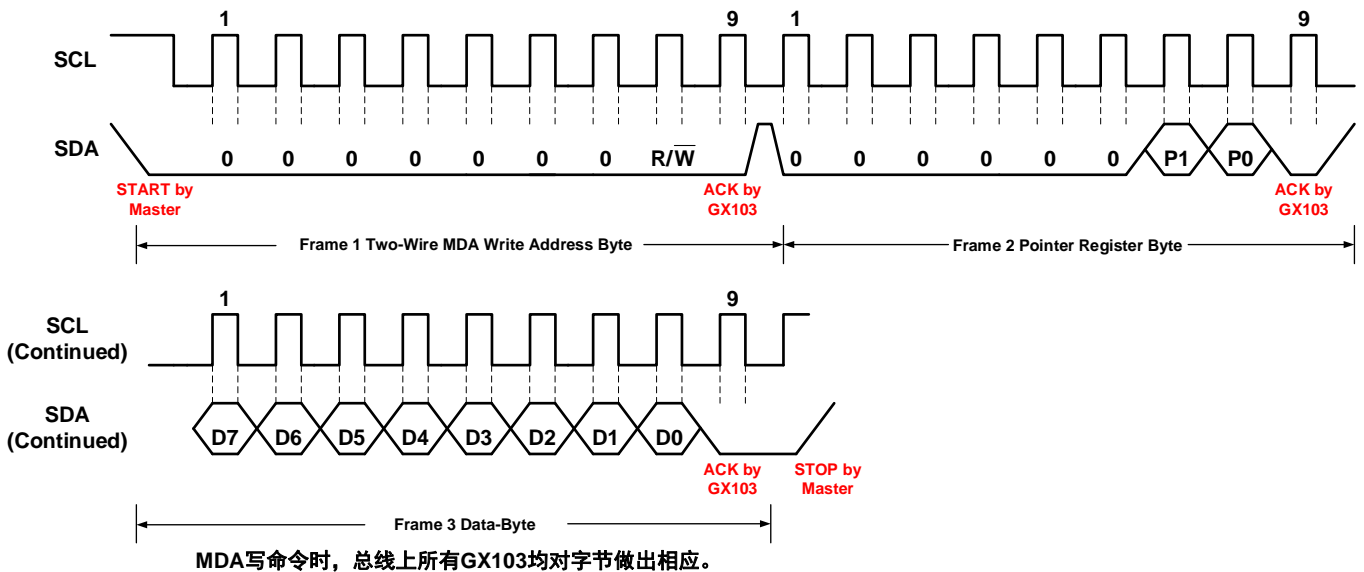 1 9 1 9
SCL
SDA
0 0 0 0 0 0 0 R/W̅ 0 0 0 0 0 0 P1 P0
START by Master
ACK by GX103
ACK by GX103
Frame 1 Two-Wire MDA Write Address Byte
Frame 2 Pointer Register Byte
1 9
SCL
(Continued)
SDA
(Continued)
D7 D6 D5 D4 D3 D2 D1 D0
ACK by GX103
STOP by Master
Frame 3 Data-Byte
MDA写命令时，总线上所有GX103均对字节做出相应。